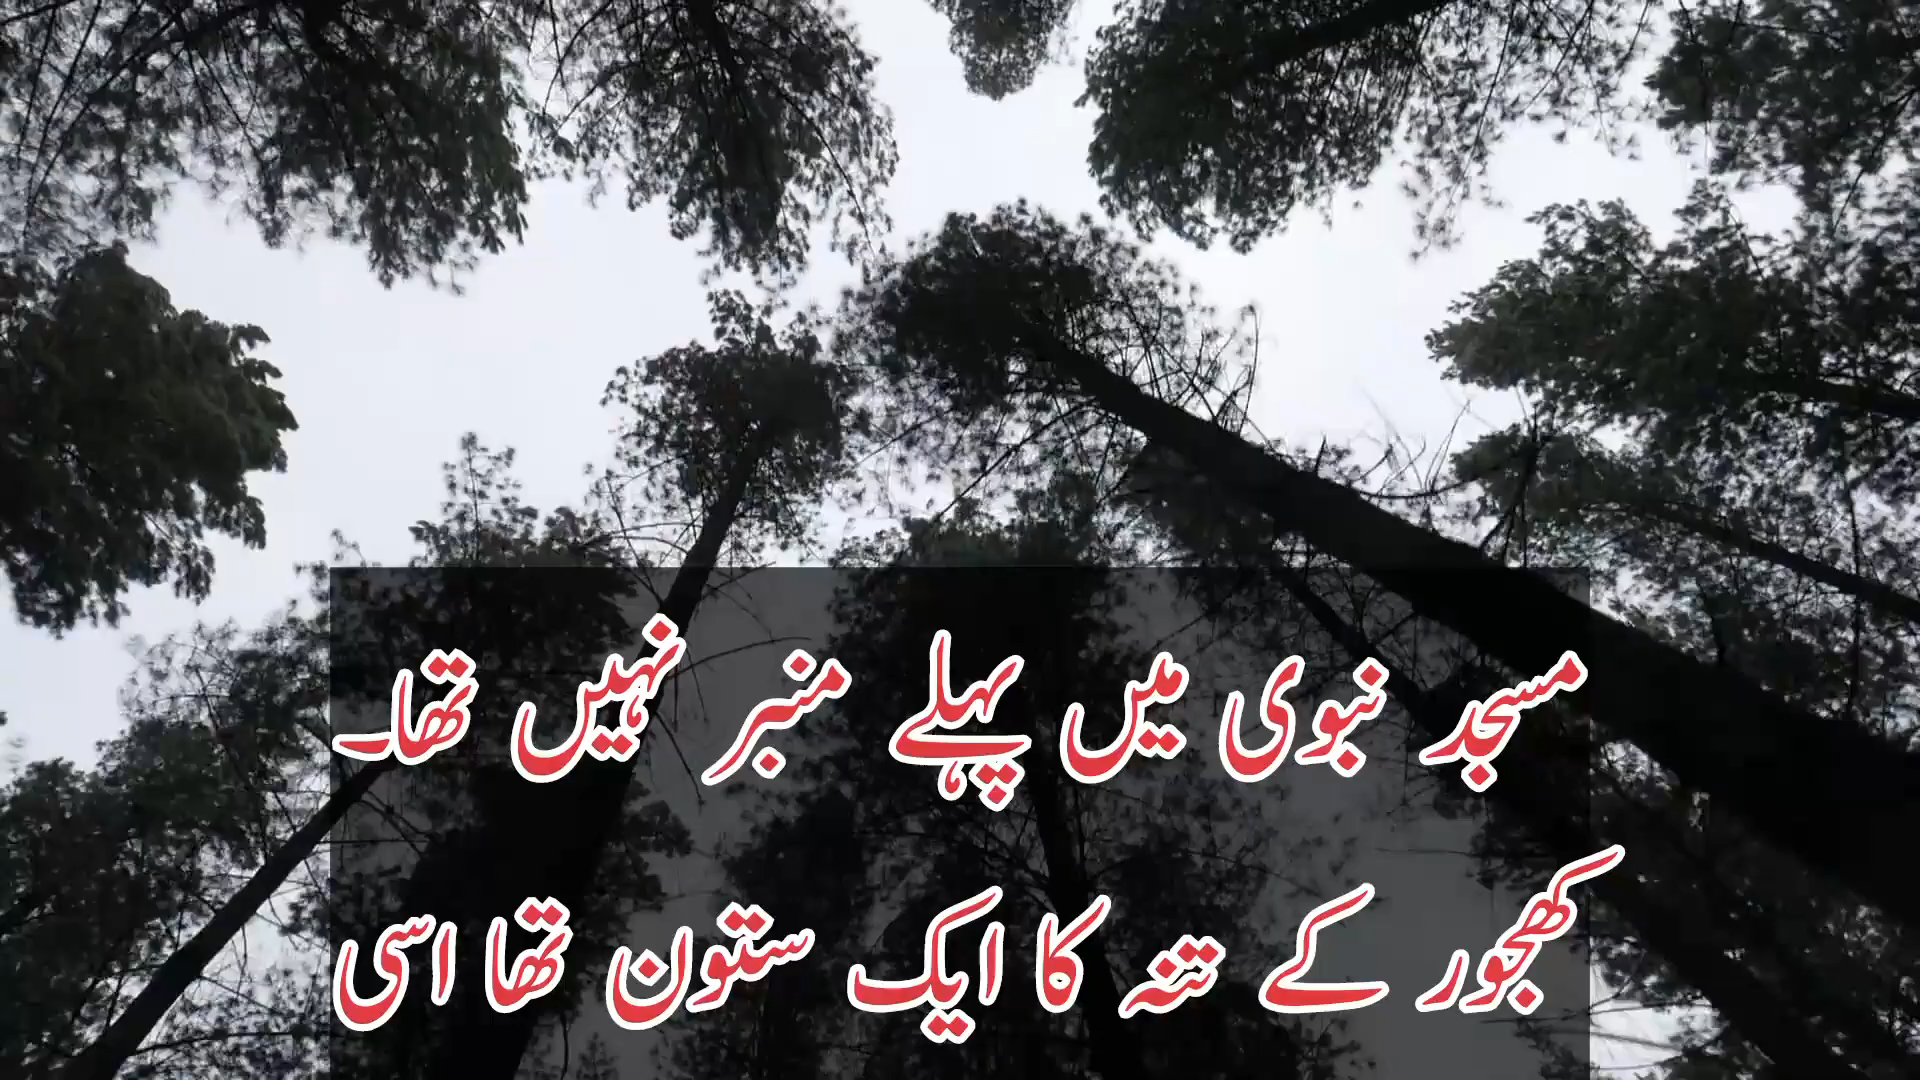 مسجد نبوی میں پہلے منبر نہیں تھا۔
کھجور کے تنہ کا ایک ستون تھا اسی